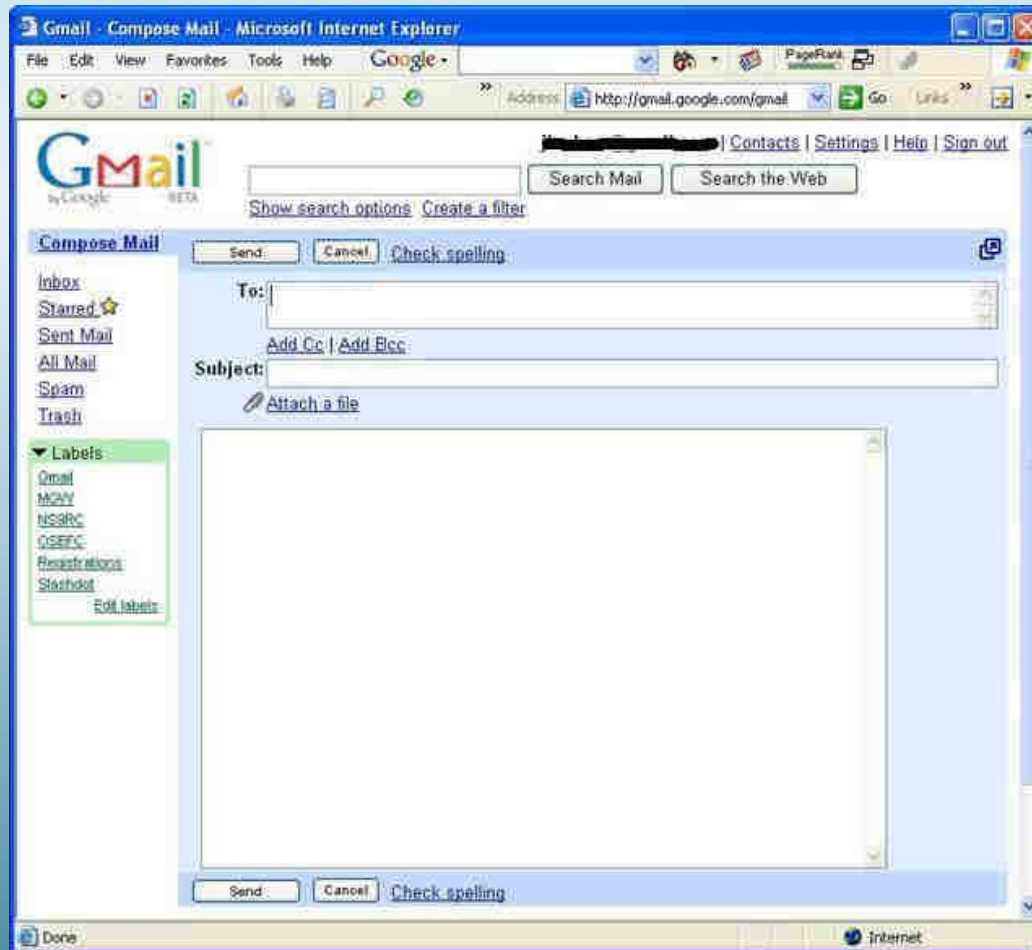 Gmail - Compose Mail - Microsoft Internet Explorer
File Edit View Favorites Tools Help Google PageRank
Address http://gmail.google.com/gmail Go Links
Contacts | Settings | Help | Sign out
GMail by Google BETA
Search Mail Search the Web
Show search options Create a filter
Compose Mail
Send Cancel Check spelling
Inbox
Starred
Sent Mail
All Mail
Spam
Trash
To:
Add Cc | Add Bcc
Subject:
Attach a file
Labels
Gmail
NSBRC
OSEFC
Registrations
Slashdot
Edit labels
Send Cancel Check spelling
Done Internet